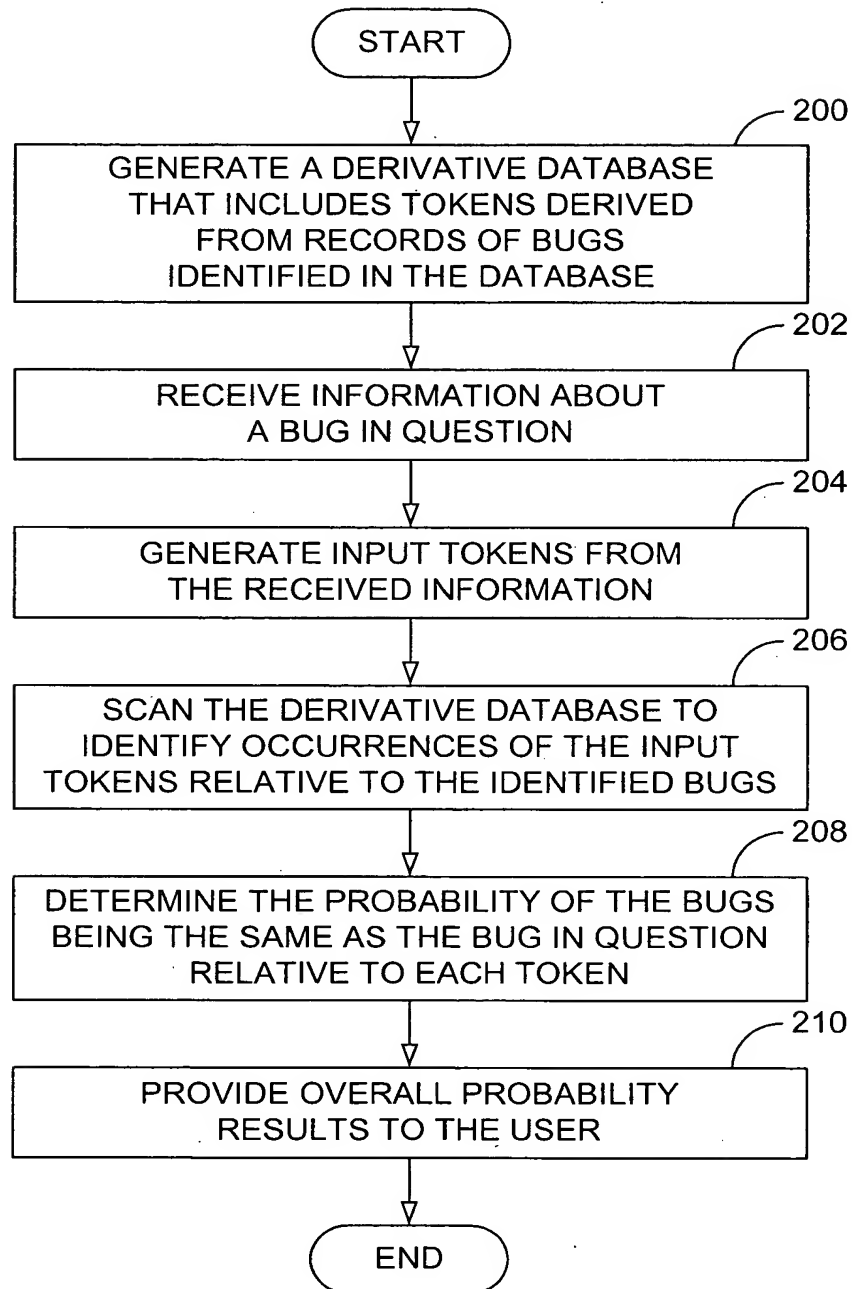 START
200
GENERATE A DERIVATIVE DATABASE
THAT INCLUDES TOKENS DERIVED
FROM RECORDS OF BUGS
IDENTIFIED IN THE DATABASE
202
RECEIVE INFORMATION ABOUT
A BUG IN QUESTION
204
GENERATE INPUT TOKENS FROM
THE RECEIVED INFORMATION
206
SCAN THE DERIVATIVE DATABASE TO
IDENTIFY OCCURRENCES OF THE INPUT
TOKENS RELATIVE TO THE IDENTIFIED BUGS
208
DETERMINE THE PROBABILITY OF THE BUGS
BEING THE SAME AS THE BUG IN QUESTION
RELATIVE TO EACH TOKEN
210
PROVIDE OVERALL PROBABILITY
RESULTS TO THE USER
END